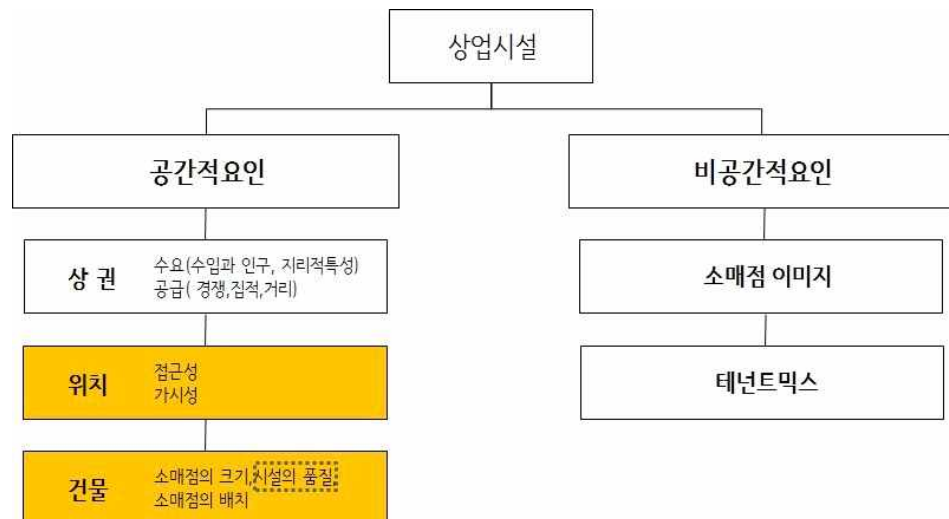 상업시설
공간적요인
비공간적요인
상 권
수요(수입과 인구, 지리적특성)
공급( 경쟁,집적,거리)
소매점 이미지
위치
접근성
가시성
테넌트믹스
건물
소매점의 크기,시설의 품질,
소매점의 배치